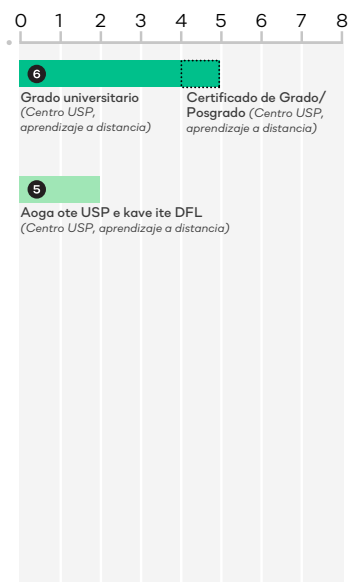 0 1 2 3 4 5 6 7 8
6
Grado universitario
(Centro USP,
aprendizaje a distancia)
Certificado de Grado/
Posgrado (Centro USP,
aprendizaje a distancia)
5
Aoga ote USP e kave ite DFL
(Centro USP, aprendizaje a distancia)